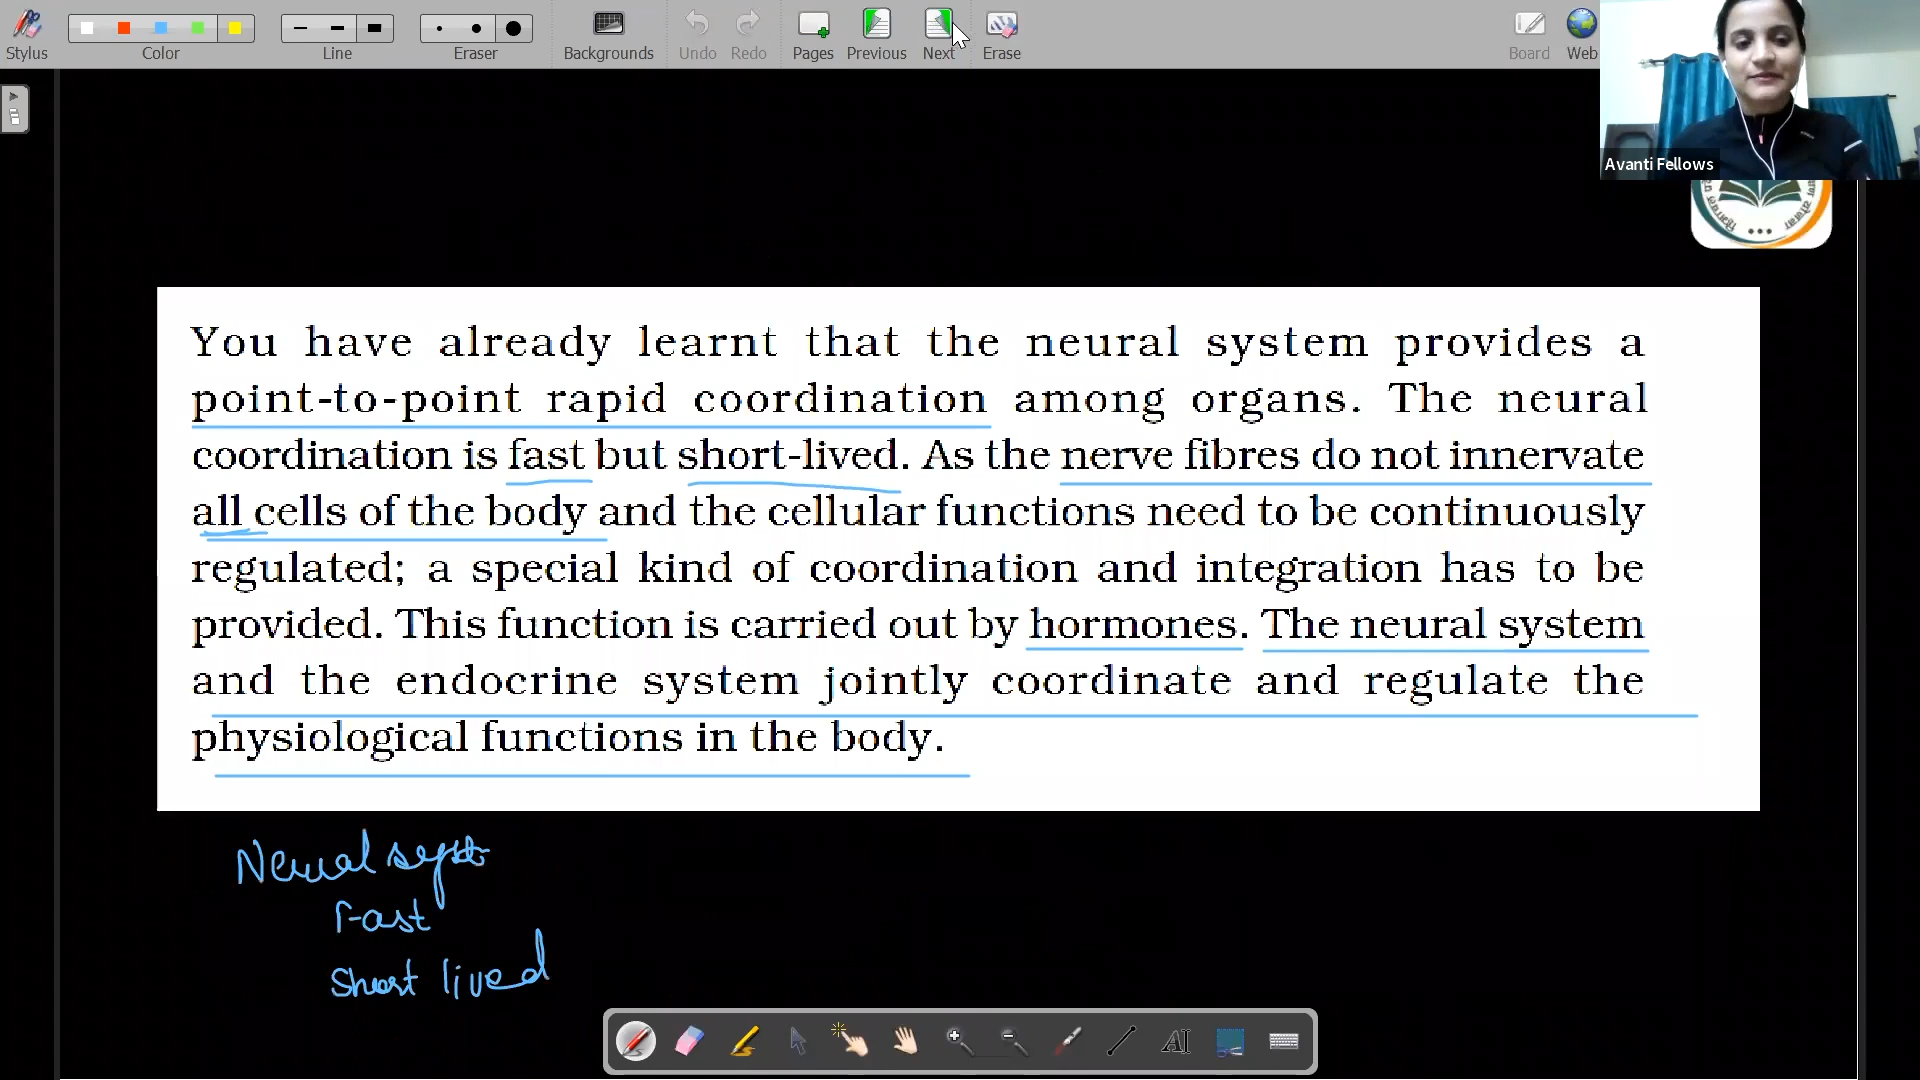 Stylus Color Line Eraser Backgrounds Undo Redo Pages Previous Next Erase Board Web
Avanti Fellows
You have already learnt that the neural system provides a
point-to-point rapid coordination among organs. The neural
coordination is fast but short-lived. As the nerve fibres do not innervate
all cells of the body and the cellular functions need to be continuously
regulated; a special kind of coordination and integration has to be
provided. This function is carried out by hormones. The neural system
and the endocrine system jointly coordinate and regulate the
physiological functions in the body.
Neural syst
Fast
Short lived